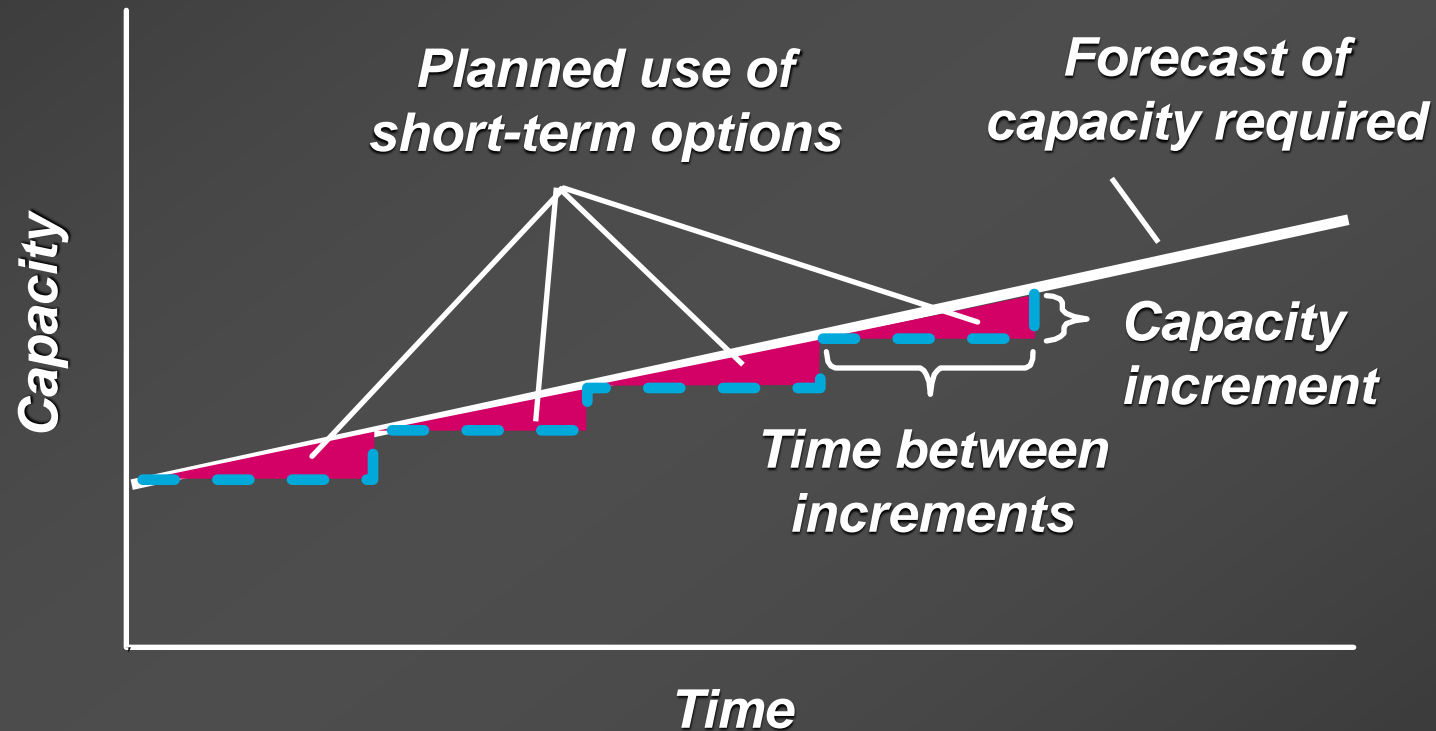 Planned use of
short-term options
Forecast of
capacity required
Capacity
Capacity
increment
Time between
increments
Time